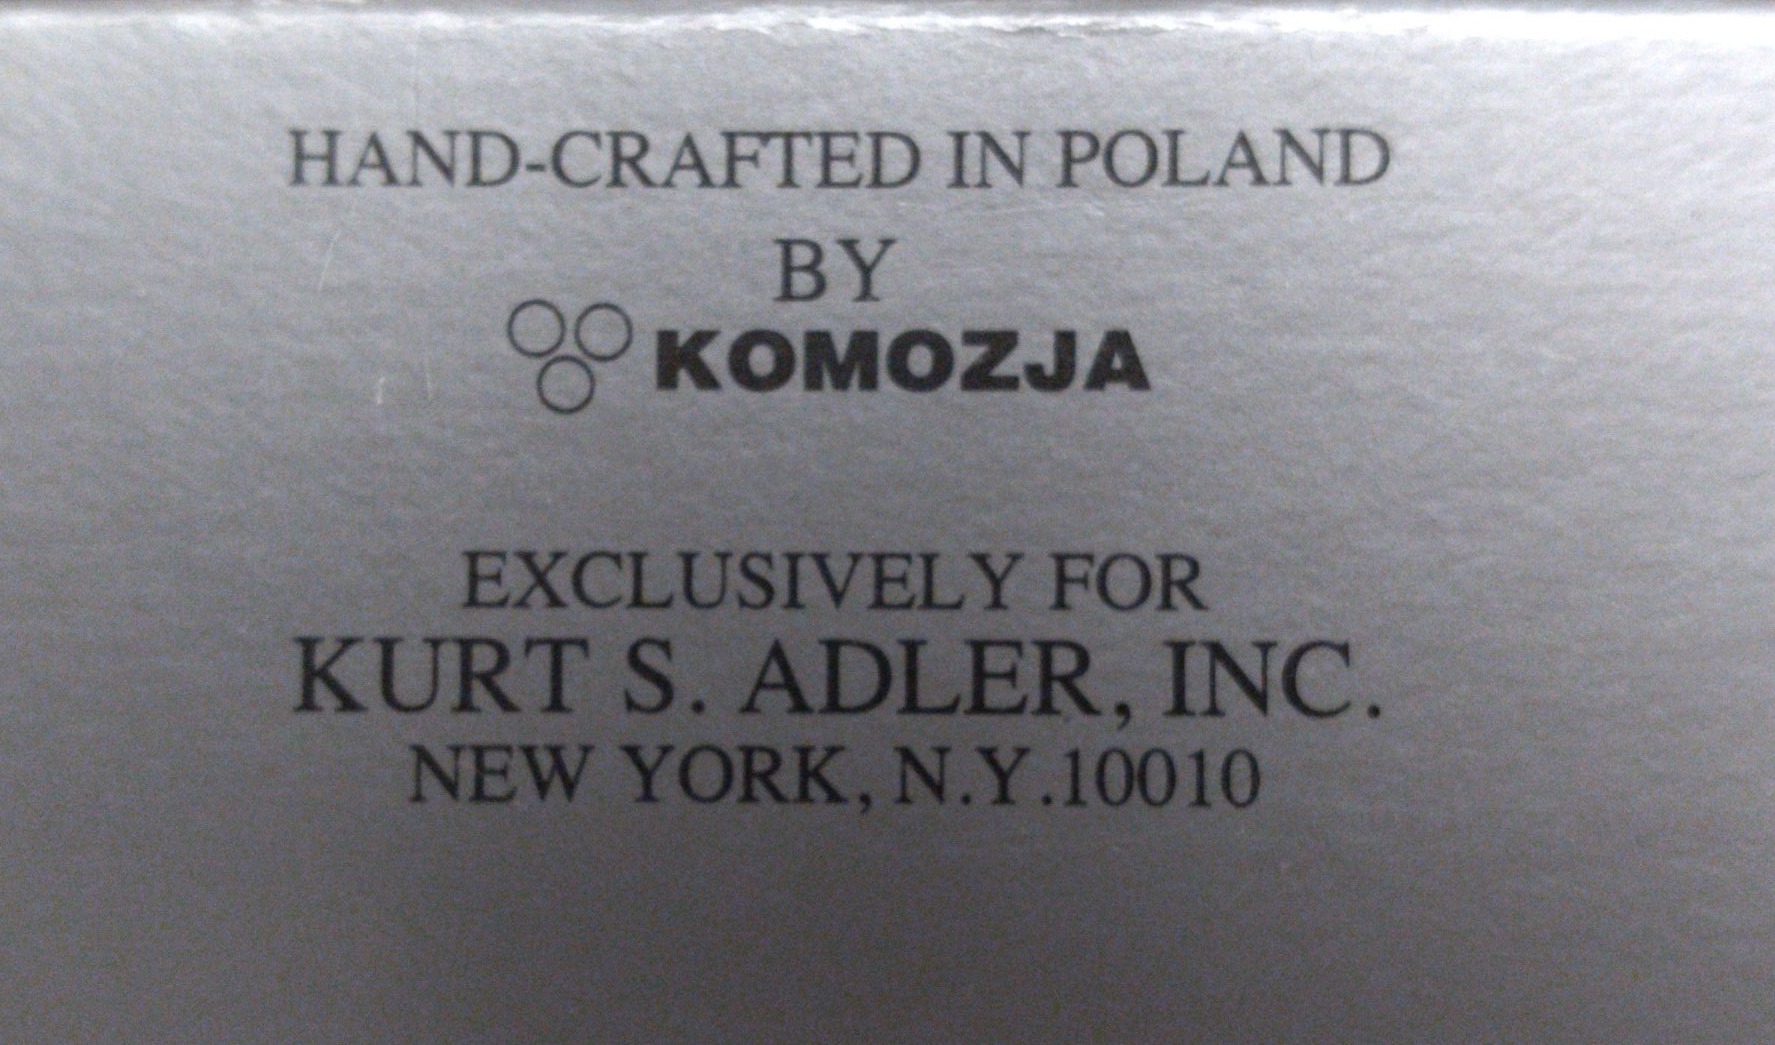 HAND-CRAFTED IN POLAND
BY
KOMOZJA
EXCLUSIVELY FOR
KURT S. ADLER, INC.
NEW YORK, N.Y.10010